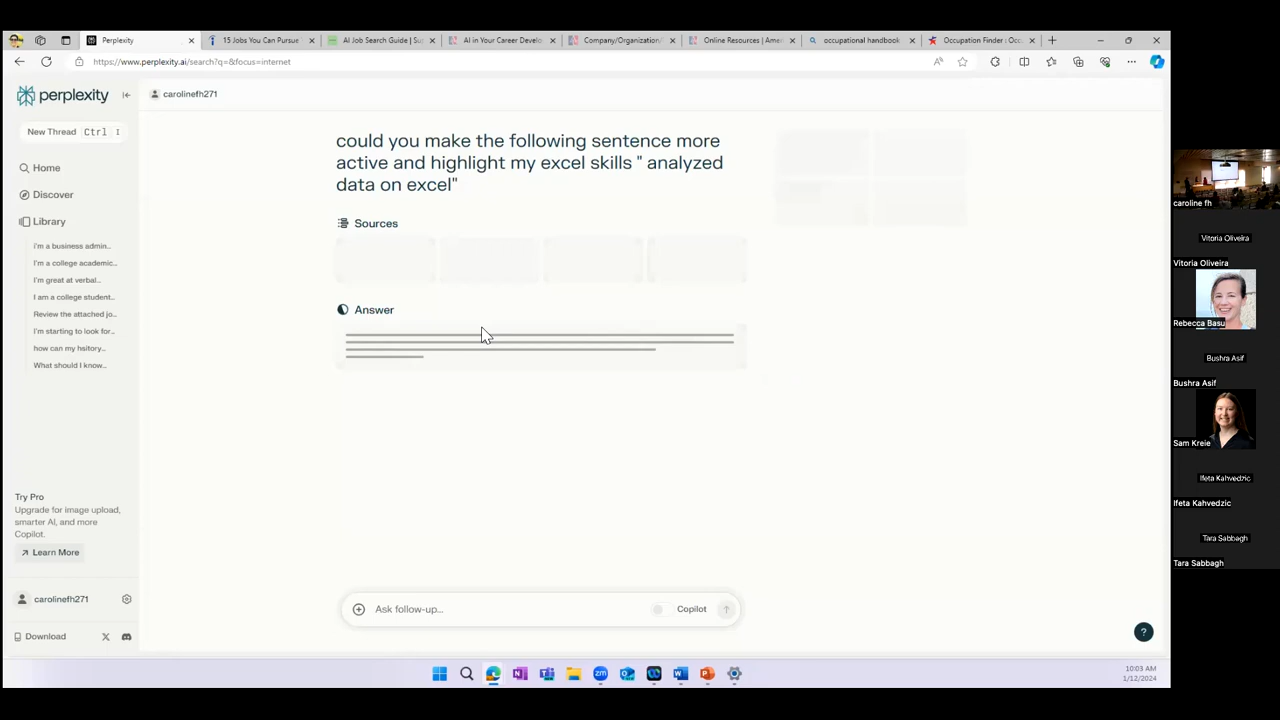 Perplexity
15 Jobs You Can Pursue
AI Job Search Guide | Su
AI in Your Career Develo
Company/Organization/
Online Resources | Ame
occupational handbook
Occupation Finder : Occ
https://www.perplexity.ai/search?q=&focus=internet
perplexity
New Thread Ctrl I
Home
Discover
Library
i'm a business admin...
I'm a college academic...
I'm great at verbal...
I am a college student...
Review the attached jo...
I'm starting to look for...
how can my hsitory...
What should I know...
Try Pro
Upgrade for image upload,
smarter AI, and more
Copilot.
Learn More
carolinefh271
Download
carolinefh271
could you make the following sentence more
active and highlight my excel skills " analyzed
data on excel"
Sources
Answer
Ask follow-up...
Copilot
?
10:03 AM
1/12/2024
caroline fh
Vitoria Oliveira
Vitoria Oliveira
Rebecca Basu
Bushra Asif
Bushra Asif
Sam Kreie
Ifeta Kahvedzic
Ifeta Kahvedzic
Tara Sabbagh
Tara Sabbagh